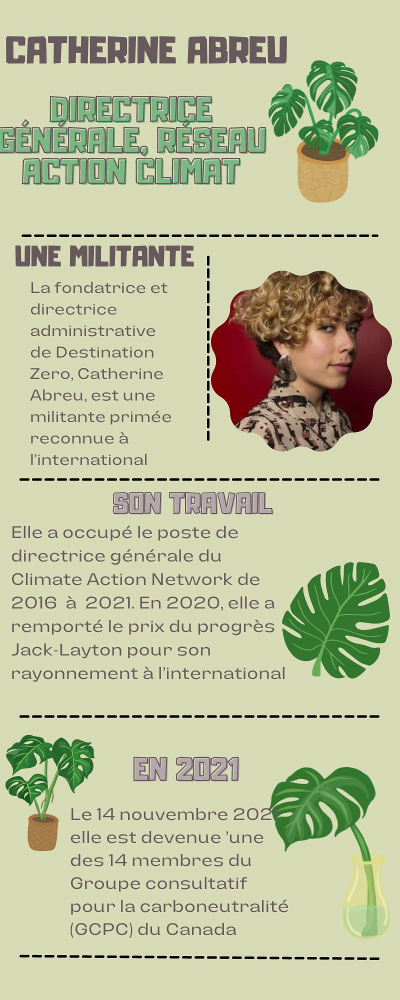 CATHERINE ABREU
DIRECTRICE
GÉNÉRALE, RÉSEAU
ACTION CLIMAT
UNE MILITANTE
La fondatrice et
directrice
administrative
de Destination
Zero, Catherine
Abreu, est une
militante primée
reconnue à
l'international
SON TRAVAIL
Elle a occupé le poste de
directrice générale du
Climate Action Network de
2016 à 2021. En 2020, elle a
remporté le prix du progrès
Jack-Layton pour son
rayonnement à l'international
EN 2021
Le 14 nouvembre 2021
elle est devenue 'une
des 14 membres du
Groupe consultatif
pour la carboneutralité
(GCPC) du Canada